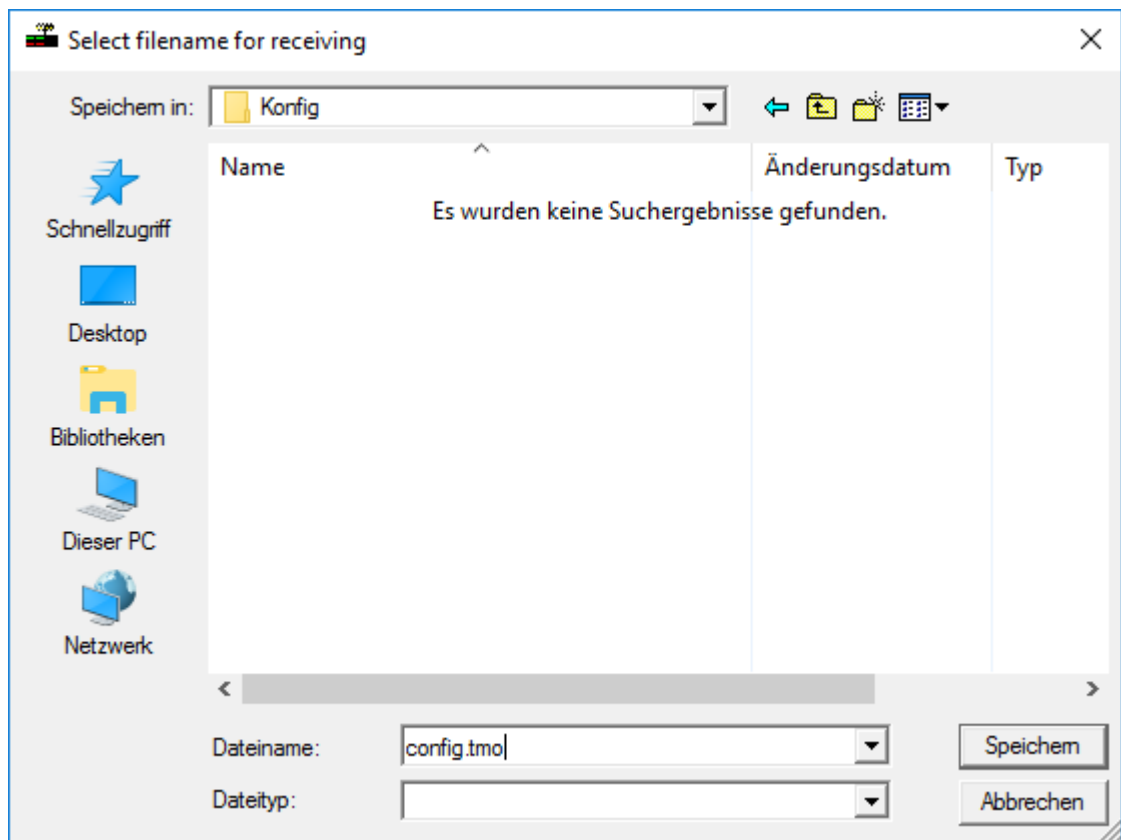 Select filename for receiving
Speichern in: Konfig
Name Änderungsdatum Typ
Es wurden keine Suchergebnisse gefunden.
Schnellzugriff
Desktop
Bibliotheken
Dieser PC
Netzwerk
Dateiname: config.tmo Speichern
Dateityp: Abbrechen